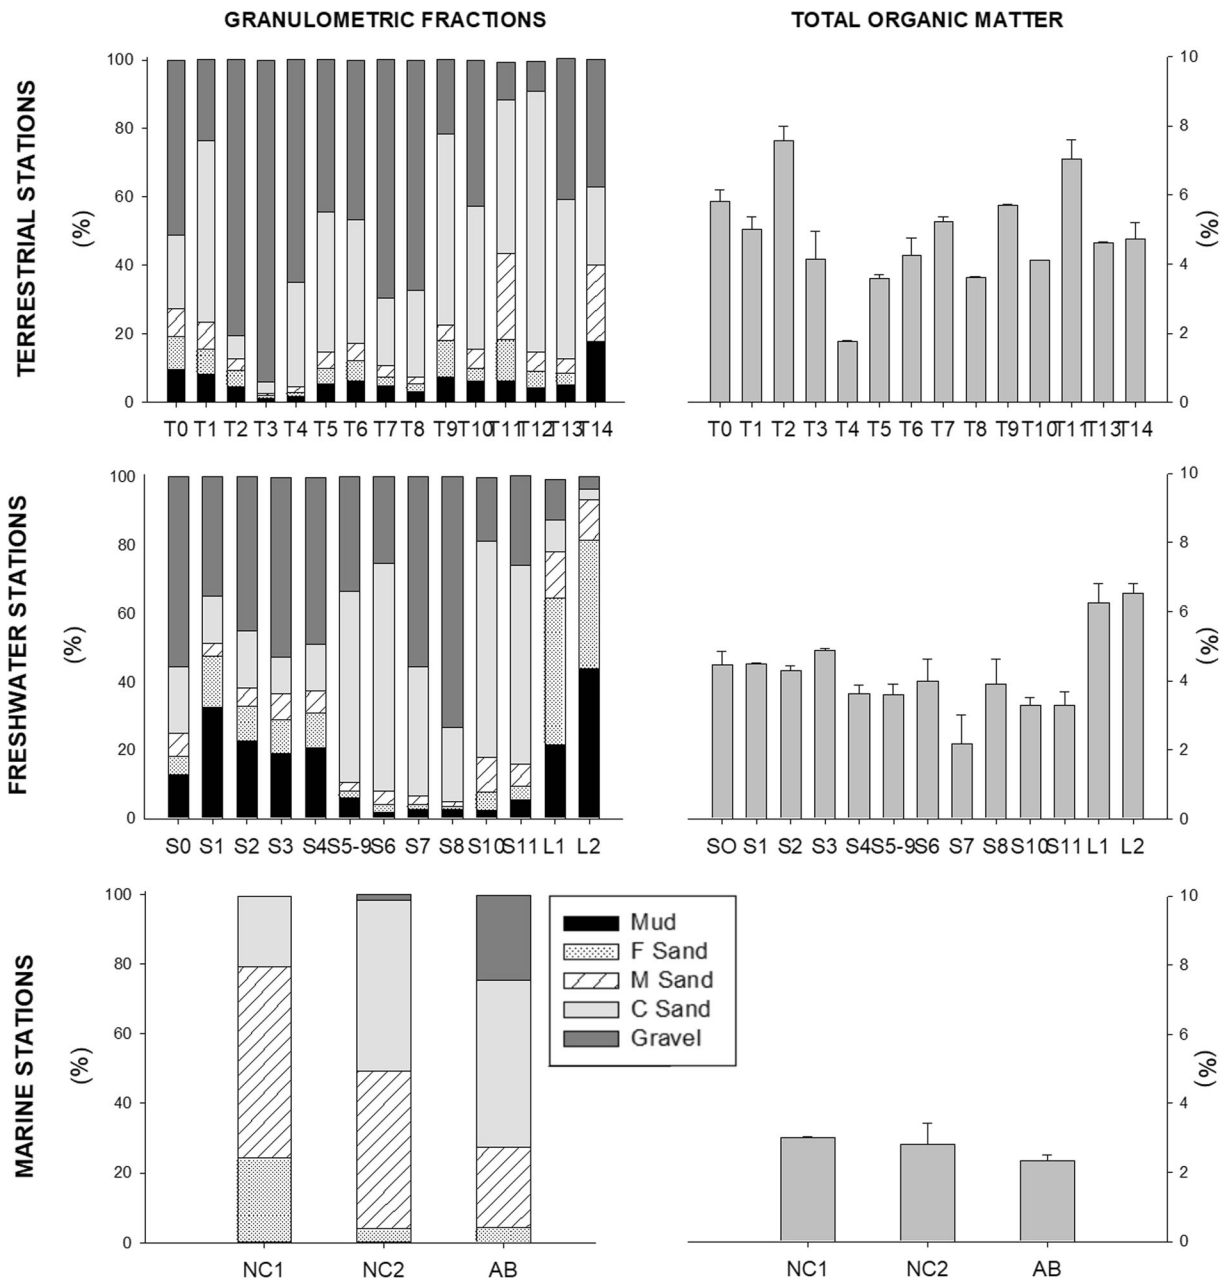 GRANULOMETRIC FRACTIONS
TOTAL ORGANIC MATTER
TERRESTRIAL STATIONS
(%)
100
80
60
40
20
0
T0 T1 T2 T3 T4 T5 T6 T7 T8 T9 T10 T11 T12 T13 T14
10
8
6
4
2
0
(%)
T0 T1 T2 T3 T4 T5 T6 T7 T8 T9 T10 T11 T13 T14
FRESHWATER STATIONS
(%)
100
80
60
40
20
0
S0 S1 S2 S3 S4 S5-9 S6 S7 S8 S10 S11 L1 L2
10
8
6
4
2
0
(%)
SO S1 S2 S3 S4 S5-9 S6 S7 S8 S10 S11 L1 L2
MARINE STATIONS
(%)
100
80
60
40
20
0
NC1 NC2 AB
Mud
F Sand
M Sand
C Sand
Gravel
10
8
6
4
2
0
(%)
NC1 NC2 AB